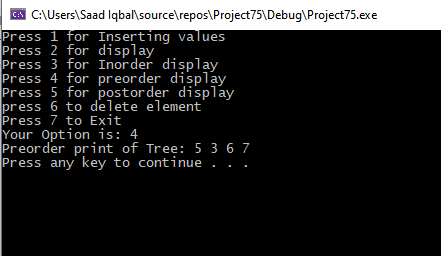 C:\Users\Saad Iqbal\source\repos\Project75\Debug\Project75.exe
Press 1 for Inserting values
Press 2 for display
Press 3 for Inorder display
Press 4 for preorder display
Press 5 for postorder display
press 6 to delete element
Press 7 to Exit
Your Option is: 4
Preorder print of Tree: 5 3 6 7
Press any key to continue . . .